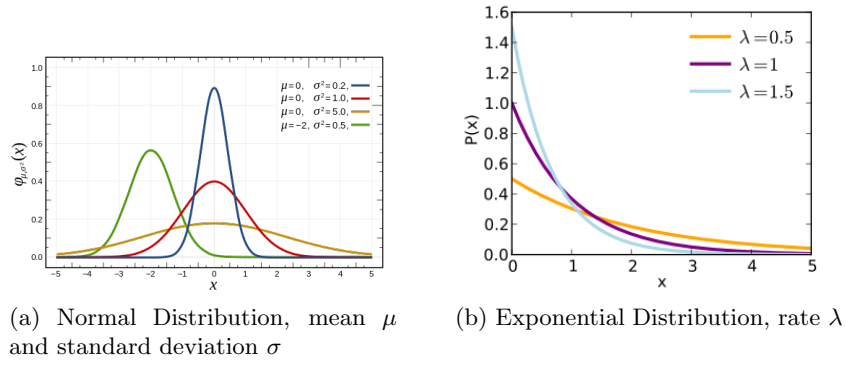 1.0
0.8
0.6
0.4
0.2
0.0
−5 −4 −3 −2 −1 0 1 2 3 4 5
x
φμ,σ²(x)
μ=0, σ²=0.2,
μ=0, σ²=1.0,
μ=0, σ²=5.0,
μ=−2, σ²=0.5,
(a) Normal Distribution, mean μ
and standard deviation σ
1.6
1.4
1.2
1.0
0.8
0.6
0.4
0.2
0.0
0 1 2 3 4 5
x
P(x)
λ=0.5
λ=1
λ=1.5
(b) Exponential Distribution, rate λ